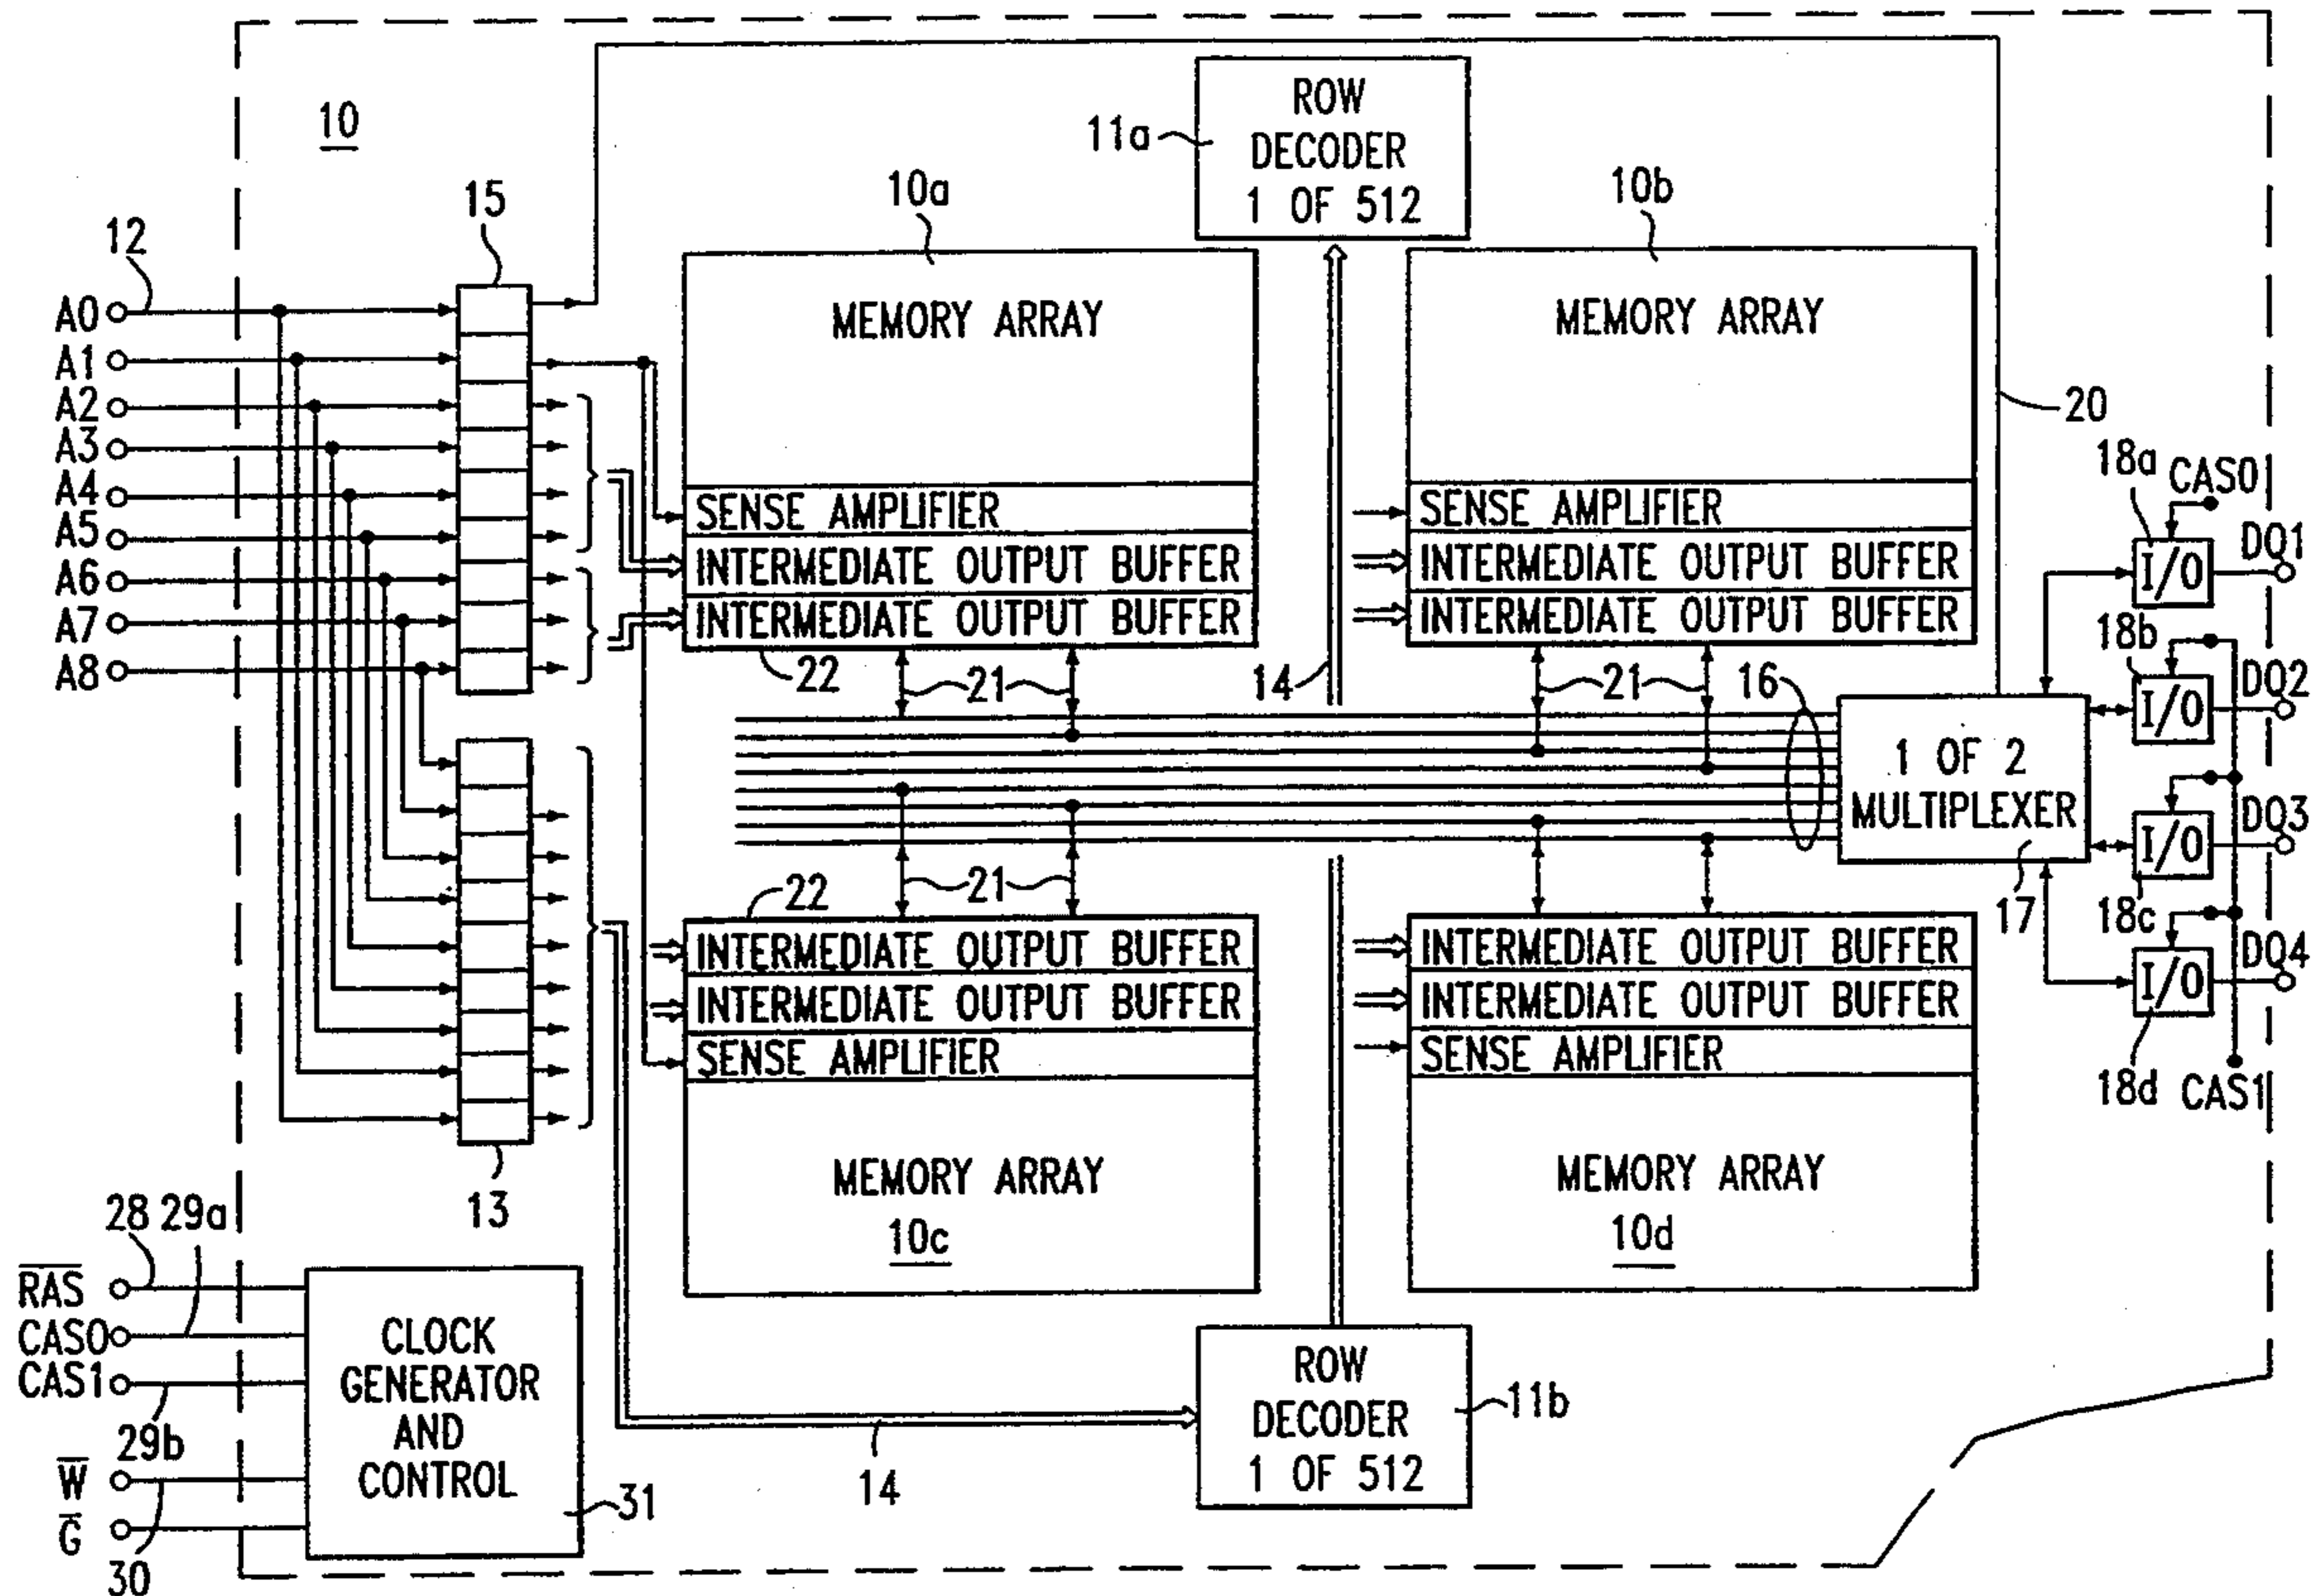 10
12
15
A0
A1
A2
A3
A4
A5
A6
A7
A8
13
ROW
DECODER
1 OF 512
11a
10a
MEMORY ARRAY
SENSE AMPLIFIER
INTERMEDIATE OUTPUT BUFFER
INTERMEDIATE OUTPUT BUFFER
22
21
10b
MEMORY ARRAY
SENSE AMPLIFIER
INTERMEDIATE OUTPUT BUFFER
INTERMEDIATE OUTPUT BUFFER
14
21
16
20
1 OF 2
MULTIPLEXER
17
18a
CAS0
I/O
DQ1
18b
I/O
DQ2
I/O
DQ3
18c
I/O
DQ4
18d
CAS1
22
21
INTERMEDIATE OUTPUT BUFFER
INTERMEDIATE OUTPUT BUFFER
SENSE AMPLIFIER
MEMORY ARRAY
10c
INTERMEDIATE OUTPUT BUFFER
INTERMEDIATE OUTPUT BUFFER
SENSE AMPLIFIER
MEMORY ARRAY
10d
28
29a
R̅A̅S̅
CAS0
CAS1
29b
W̅
G̅
30
CLOCK
GENERATOR
AND
CONTROL
31
14
ROW
DECODER
1 OF 512
11b